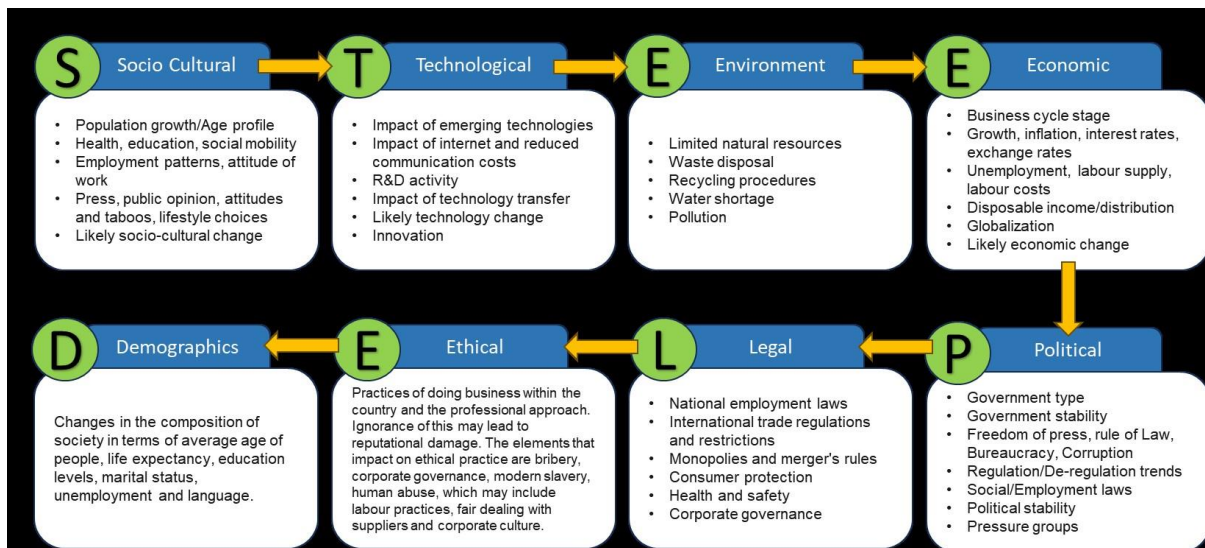 S
Socio Cultural
• Population growth/Age profile
• Health, education, social mobility
• Employment patterns, attitude of
work
• Press, public opinion, attitudes
and taboos, lifestyle choices
• Likely socio-cultural change
T
Technological
• Impact of emerging technologies
• Impact of internet and reduced
communication costs
• R&D activity
• Impact of technology transfer
• Likely technology change
• Innovation
E
Environment
• Limited natural resources
• Waste disposal
• Recycling procedures
• Water shortage
• Pollution
E
Economic
• Business cycle stage
• Growth, inflation, interest rates,
exchange rates
• Unemployment, labour supply,
labour costs
• Disposable income/distribution
• Globalization
• Likely economic change
P
Political
• Government type
• Government stability
• Freedom of press, rule of Law,
Bureaucracy, Corruption
• Regulation/De-regulation trends
• Social/Employment laws
• Political stability
• Pressure groups
L
Legal
• National employment laws
• International trade regulations
and restrictions
• Monopolies and merger's rules
• Consumer protection
• Health and safety
• Corporate governance
E
Ethical
Practices of doing business within the
country and the professional approach.
Ignorance of this may lead to
reputational damage. The elements that
impact on ethical practice are bribery,
corporate governance, modern slavery,
human abuse, which may include
labour practices, fair dealing with
suppliers and corporate culture.
D
Demographics
Changes in the composition of
society in terms of average age of
people, life expectancy, education
levels, marital status,
unemployment and language.